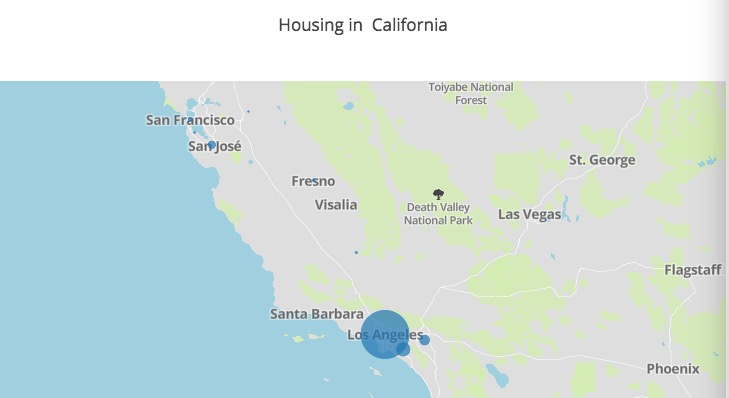 Housing in  California
Toiyabe National
Forest
San Francisco
San José
St. George
Fresno
Visalia
Death Valley
National Park
Las Vegas
Flagstaff
Santa Barbara
Los Angeles
Phoenix